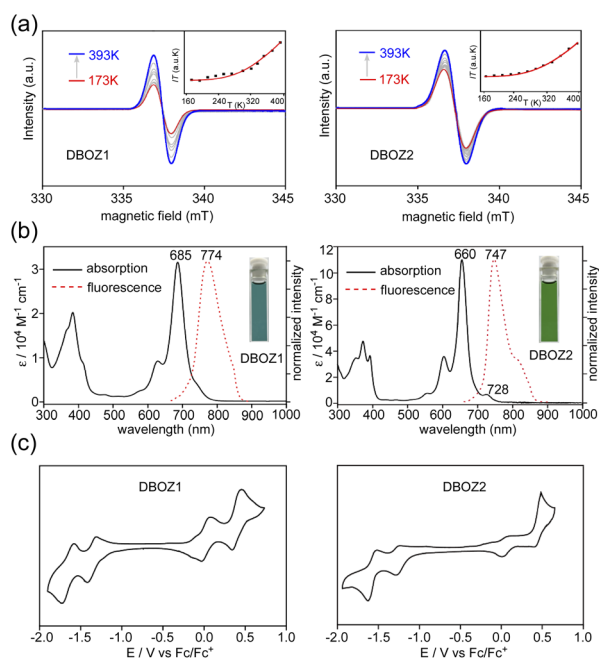 (a)
393K
173K
DBOZ1
Intensity (a.u.)
330 335 340 345
magnetic field (mT)
IT (a.u.K)
T (K)
160 240 320 400
393K
173K
DBOZ2
Intensity (a.u.)
330 335 340 345
magnetic field (mT)
IT (a.u.K)
T (K)
160 240 320 400
(b)
685 774
absorption
fluorescence
DBOZ1
ε / 10⁴ M⁻¹ cm⁻¹
3
2
1
0
normalized intensity
300 400 500 600 700 800 900 1000
wavelength (nm)
660 747
absorption
fluorescence
DBOZ2
728
ε / 10⁴ M⁻¹ cm⁻¹
12
10
8
6
4
2
0
normalized intensity
300 400 500 600 700 800 900 1000
wavelength (nm)
(c)
DBOZ1
-2.0 -1.5 -1.0 -0.5 0.0 0.5 1.0
E / V vs Fc/Fc⁺
DBOZ2
-2.0 -1.5 -1.0 -0.5 0.0 0.5 1.0
E / V vs Fc/Fc⁺